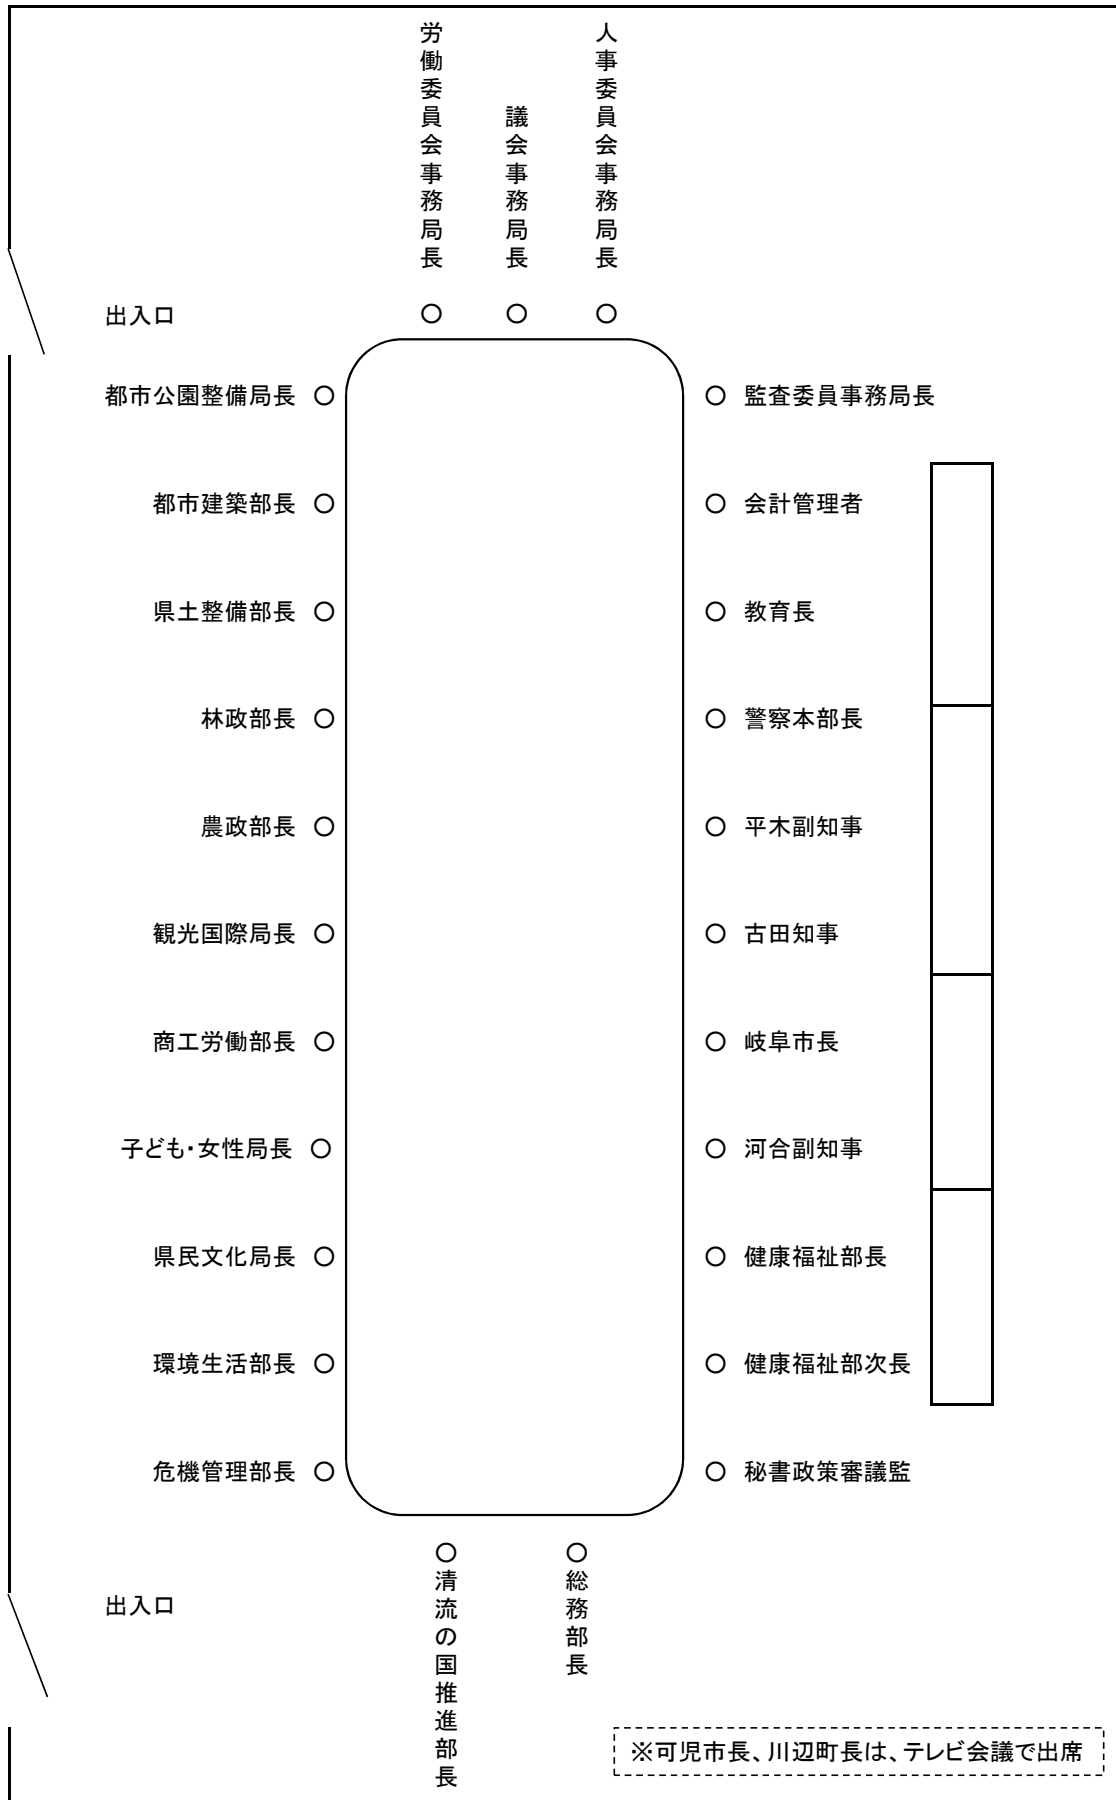 労働委員会事務局長
議会事務局長
人事委員会事務局長
出入口
都市公園整備局長
監査委員事務局長
都市建築部長
会計管理者
県土整備部長
教育長
林政部長
警察本部長
農政部長
平木副知事
観光国際局長
古田知事
商工労働部長
岐阜市長
子ども・女性局長
河合副知事
県民文化局長
健康福祉部長
環境生活部長
健康福祉部次長
危機管理部長
秘書政策審議監
清流の国推進部長
総務部長
出入口
※可児市長、川辺町長は、テレビ会議で出席